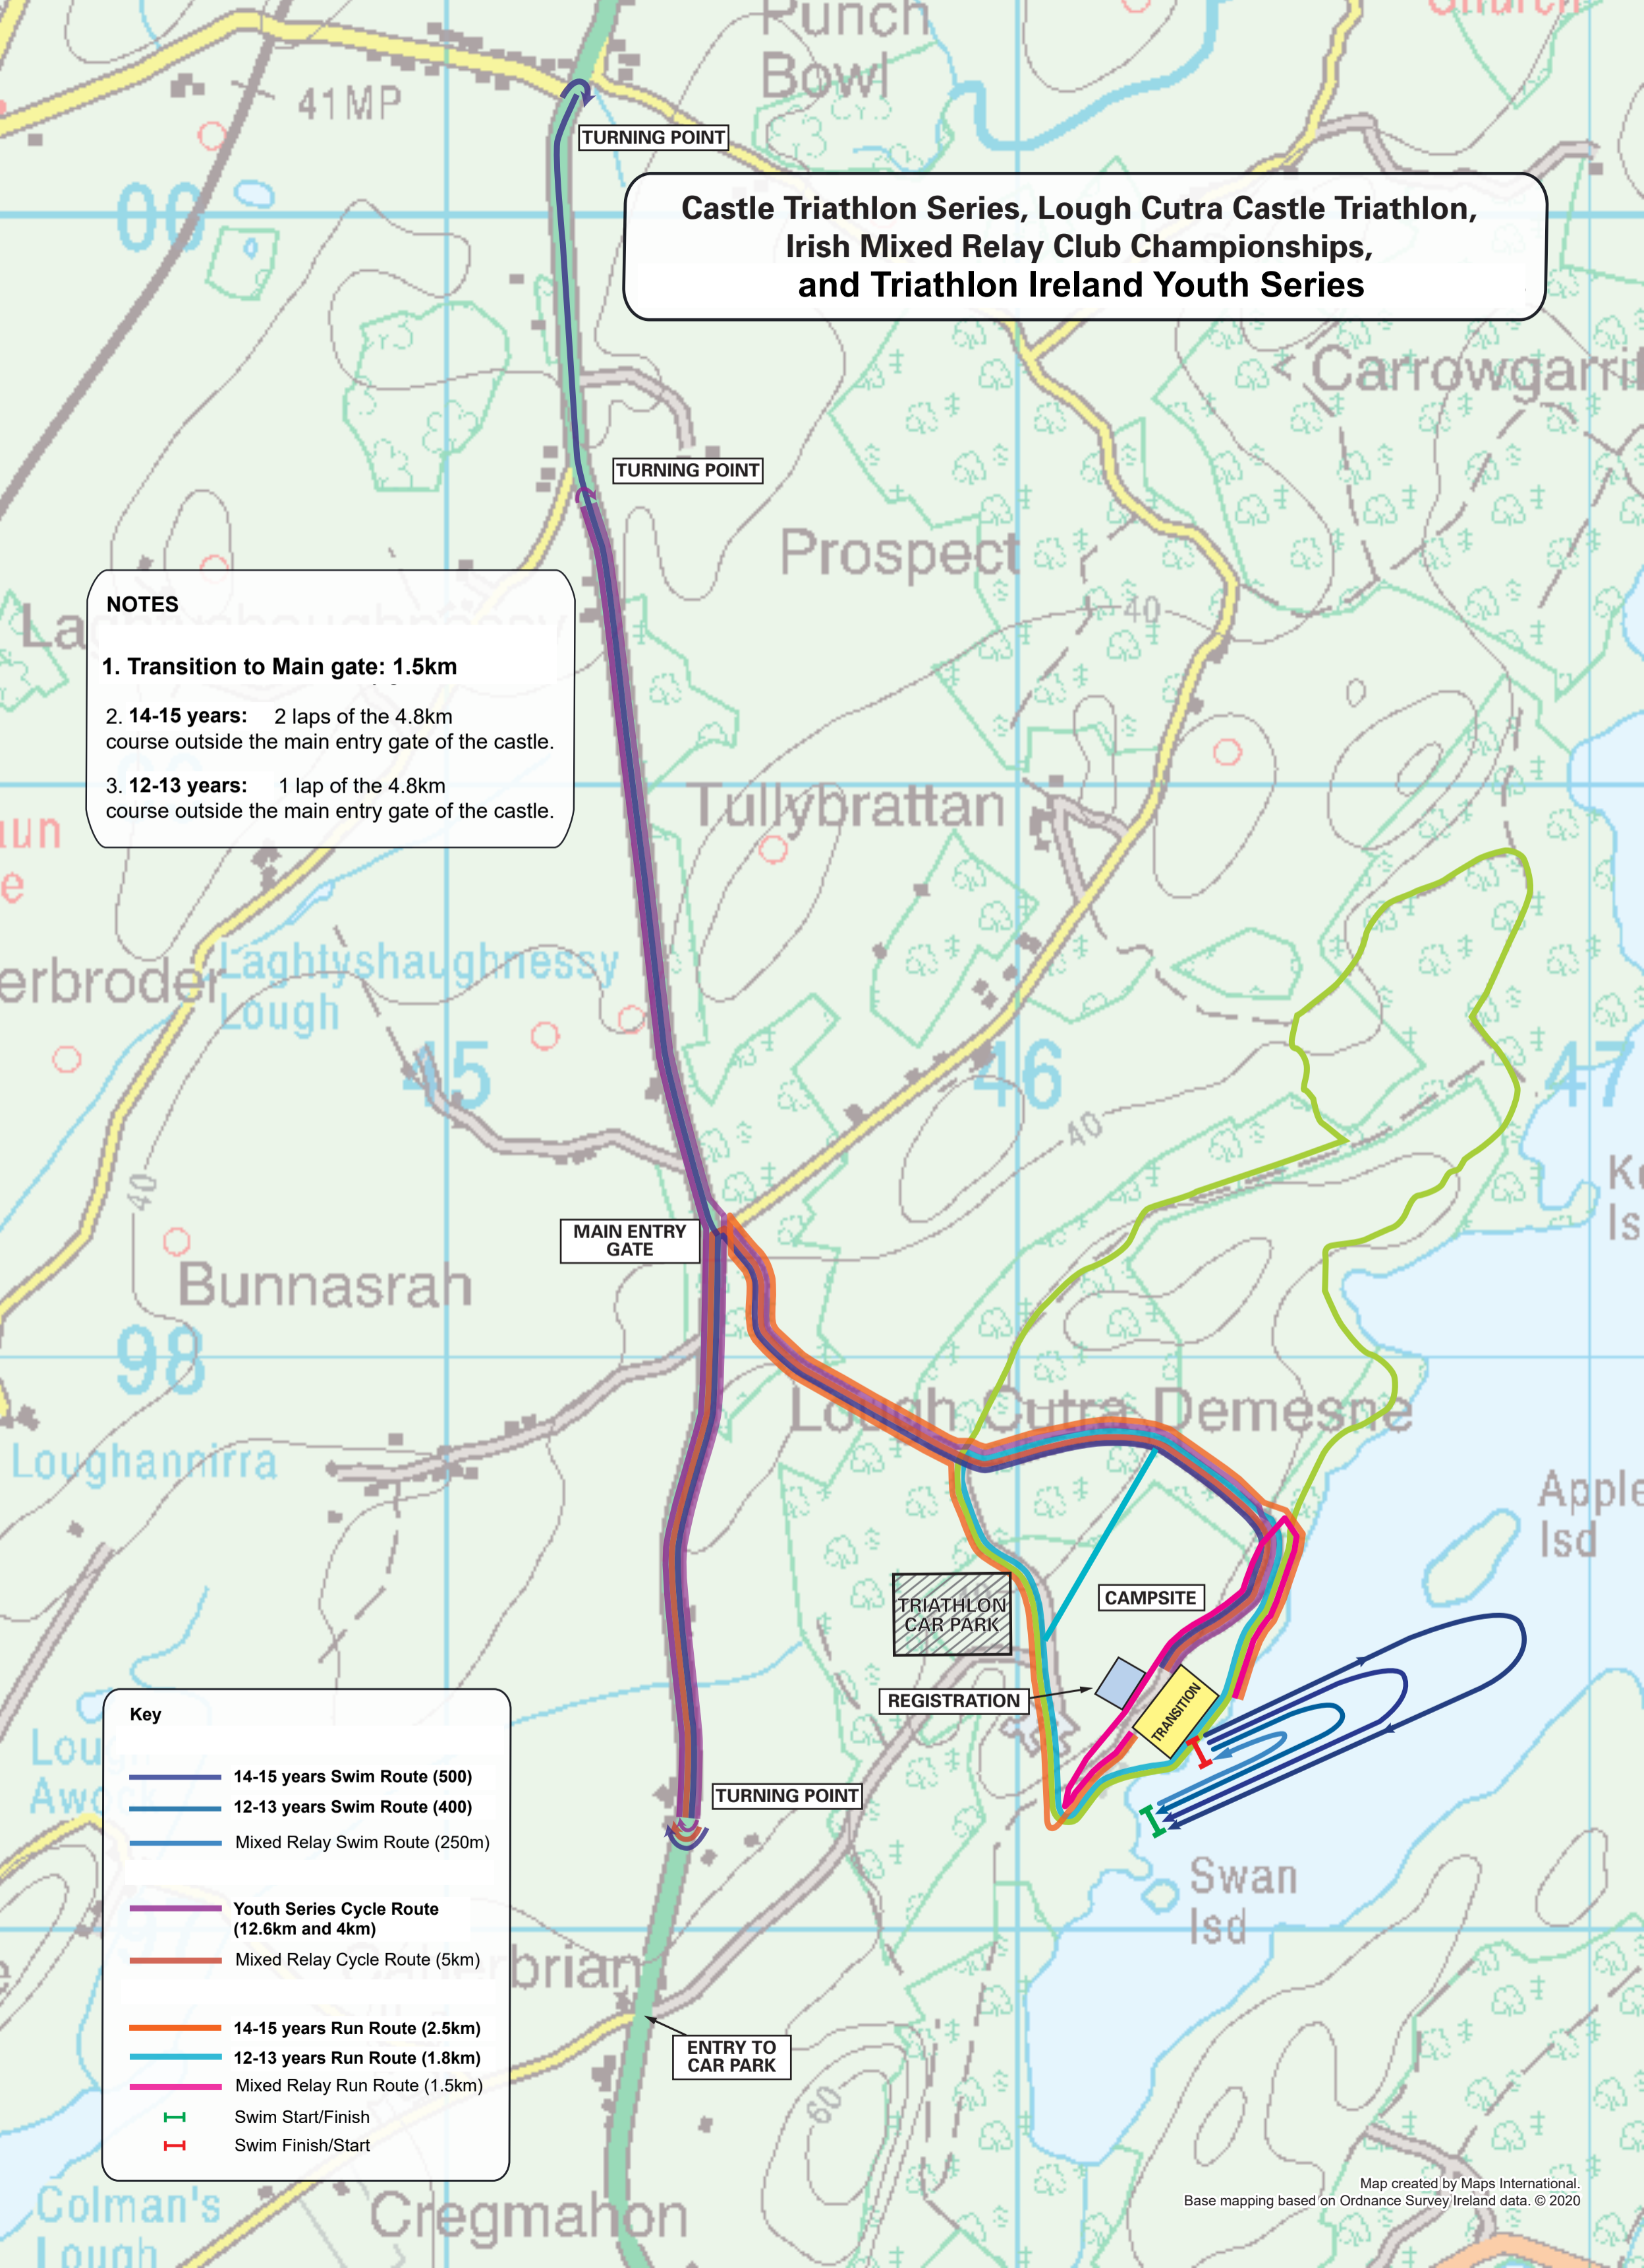 Punch
Bowl
Church
41MP
TURNING POINT
00
Castle Triathlon Series, Lough Cutra Castle Triathlon,
Irish Mixed Relay Club Championships,
and Triathlon Ireland Youth Series
Carrowgarrif
TURNING POINT
Prospect
40
NOTES
1. Transition to Main gate: 1.5km
2. 14-15 years: 2 laps of the 4.8km
course outside the main entry gate of the castle.
3. 12-13 years: 1 lap of the 4.8km
course outside the main entry gate of the castle.
Tullybrattan
erbroder
Laghtyshaughnessy
Lough
45
46
47
40
40
MAIN ENTRY
GATE
Bunnasrah
98
Lough Cutra Demesne
Loughannirra
Apple
Isd
TRIATHLON
CAR PARK
CAMPSITE
REGISTRATION
TRANSITION
TURNING POINT
Swan
Isd
Key
14-15 years Swim Route (500)
12-13 years Swim Route (400)
Mixed Relay Swim Route (250m)
Youth Series Cycle Route
(12.6km and 4km)
Mixed Relay Cycle Route (5km)
14-15 years Run Route (2.5km)
12-13 years Run Route (1.8km)
Mixed Relay Run Route (1.5km)
Swim Start/Finish
Swim Finish/Start
ENTRY TO
CAR PARK
60
Colman's
Lough
Cregmahon
Map created by Maps International.
Base mapping based on Ordnance Survey Ireland data. © 2020